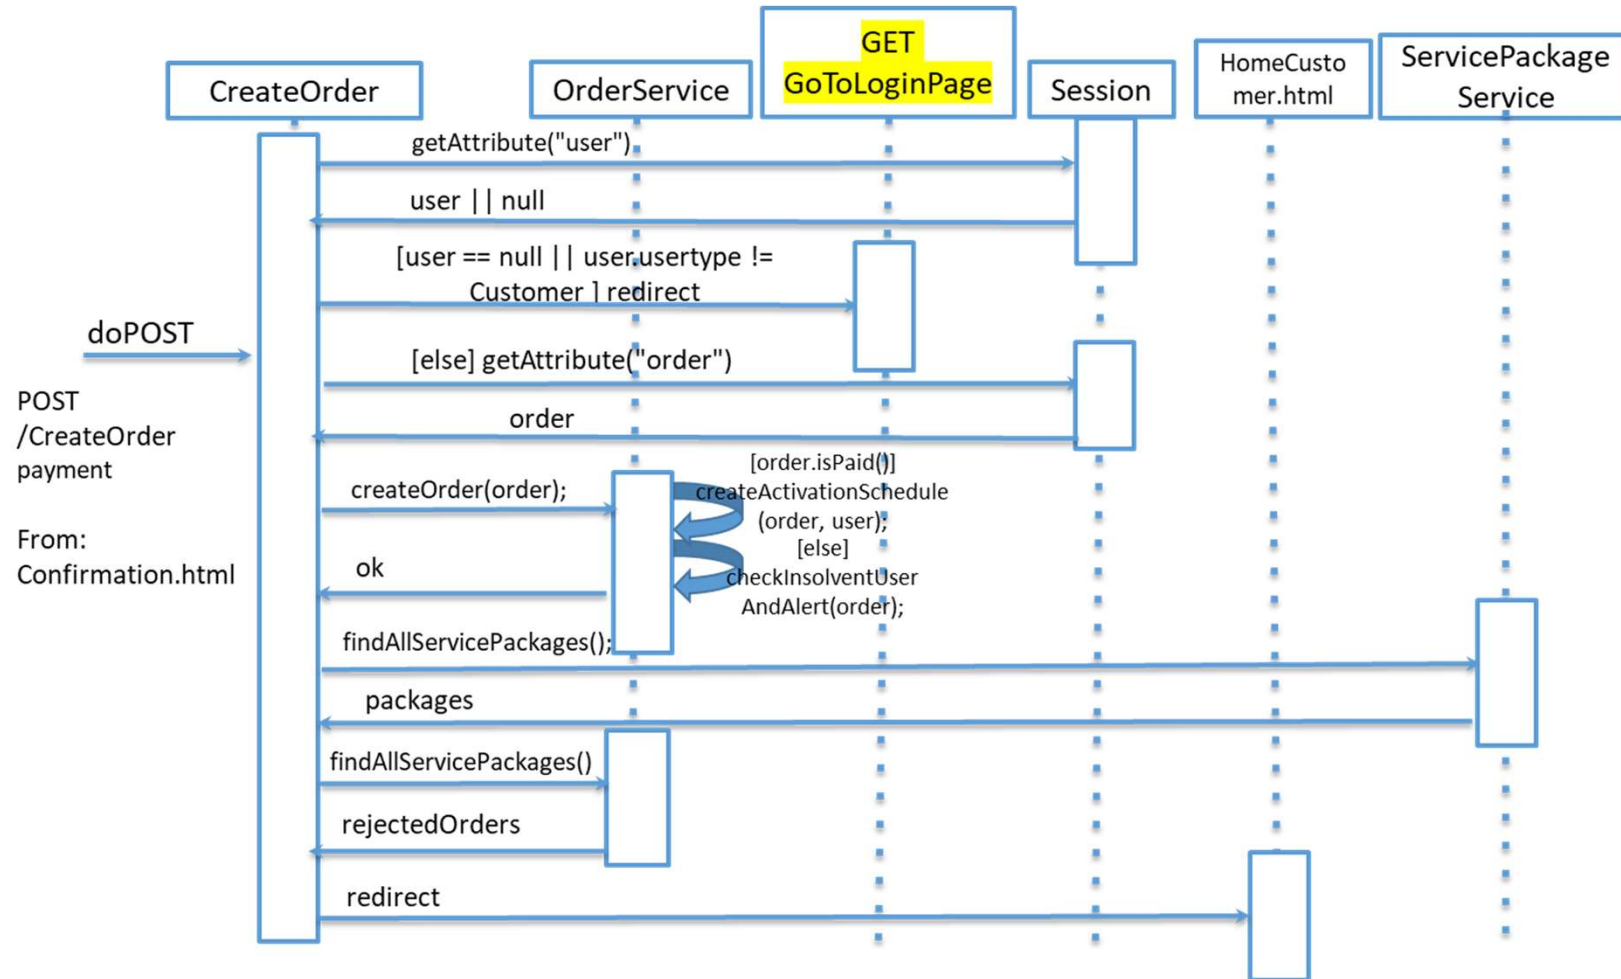 CreateOrder
OrderService
GET
GoToLoginPage
Session
HomeCusto
mer.html
ServicePackage
Service
getAttribute("user")
user || null
[user == null || user.usertype !=
Customer ] redirect
doPOST
[else] getAttribute("order")
POST
/CreateOrder
payment
order
From:
Confirmation.html
createOrder(order);
[order.isPaid()]
createActivationSchedule
(order, user);
[else]
checkInsolventUser
AndAlert(order);
ok
findAllServicePackages();
packages
findAllServicePackages()
rejectedOrders
redirect